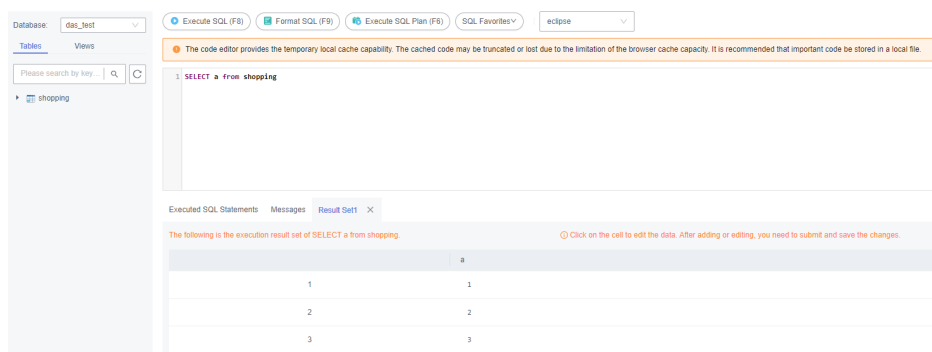 Database: das_test
Execute SQL (F8) Format SQL (F9) Execute SQL Plan (F6) SQL Favorites eclipse
Tables Views
The code editor provides the temporary local cache capability. The cached code may be truncated or lost due to the limitation of the browser cache capacity. It is recommended that important code be stored in a local file.
Please search by key...
1 SELECT a from shopping
shopping
Executed SQL Statements Messages Result Set1
The following is the execution result set of SELECT a from shopping. Click on the cell to edit the data. After adding or editing, you need to submit and save the changes.
a
1 1
2 2
3 3